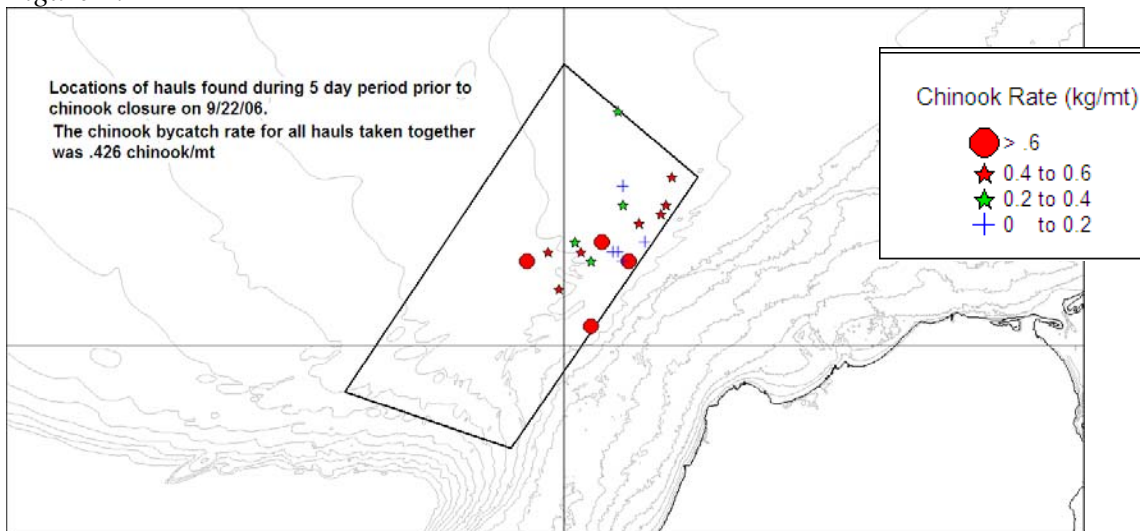 Locations of hauls found during 5 day period prior to
chinook closure on 9/22/06.
The chinook bycatch rate for all hauls taken together
was .426 chinook/mt
Chinook Rate (kg/mt)
> .6
0.4 to 0.6
0.2 to 0.4
0 to 0.2